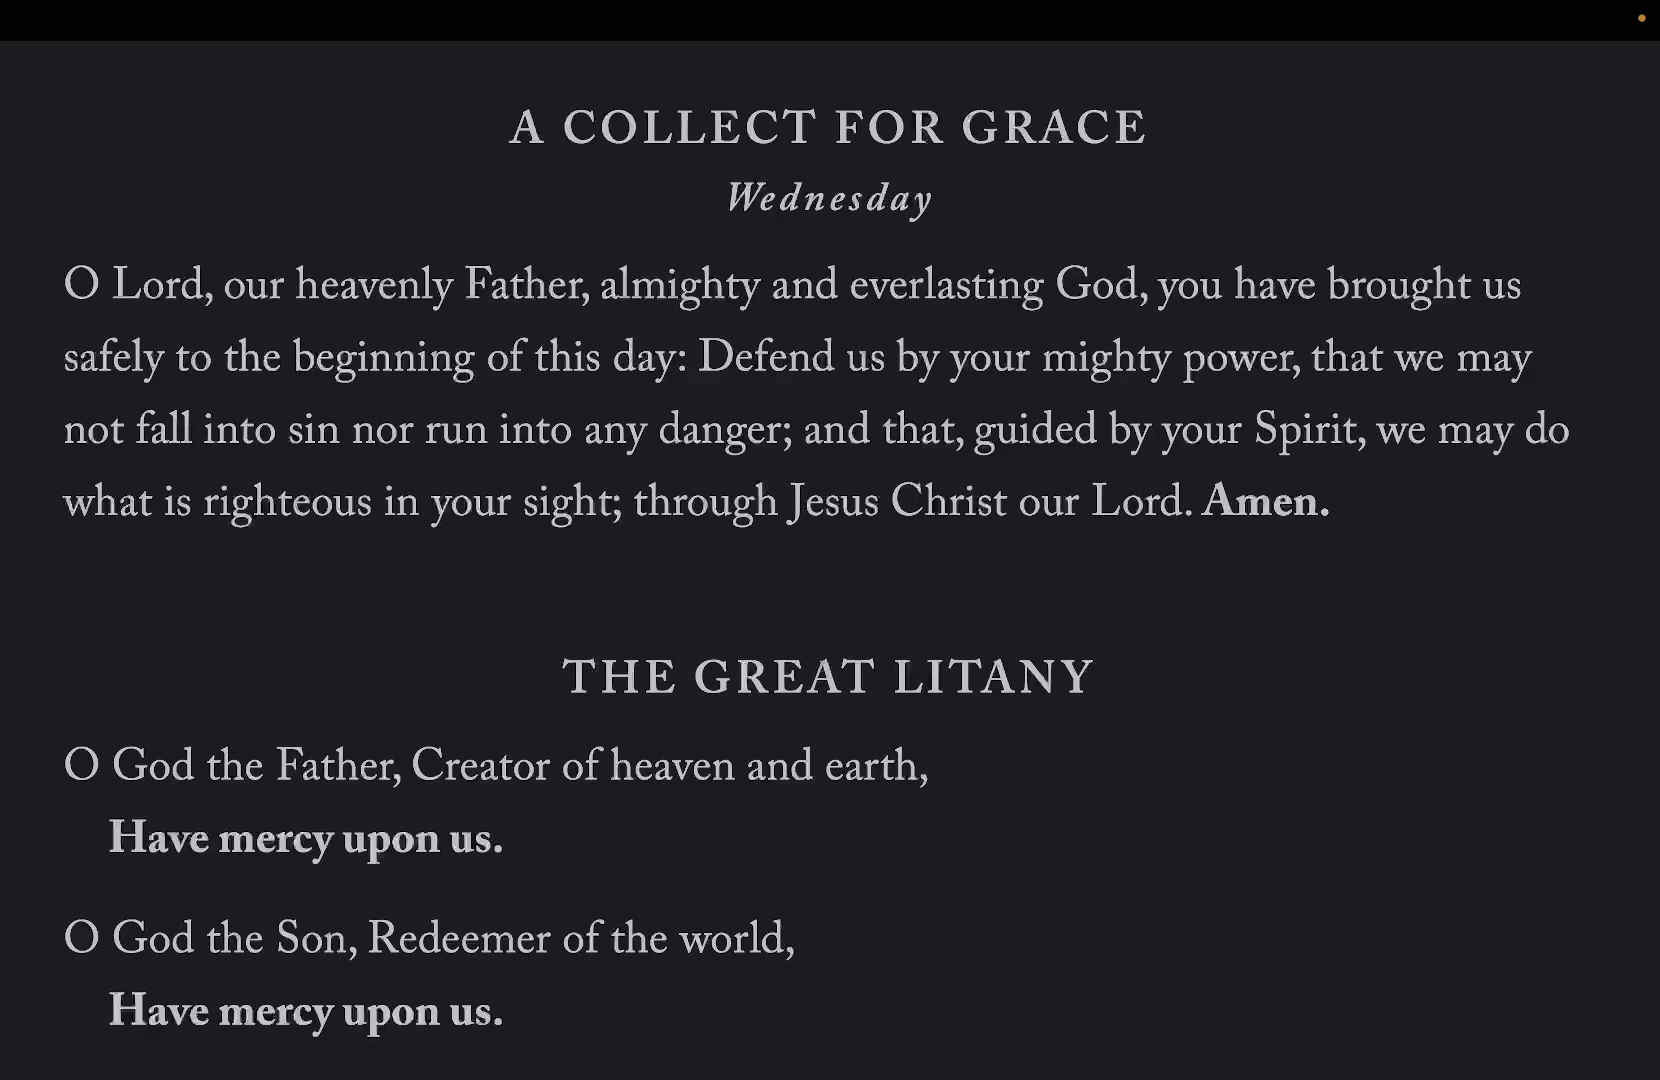 A COLLECT FOR GRACE
Wednesday
O Lord, our heavenly Father, almighty and everlasting God, you have brought us
safely to the beginning of this day: Defend us by your mighty power, that we may
not fall into sin nor run into any danger; and that, guided by your Spirit, we may do
what is righteous in your sight; through Jesus Christ our Lord. Amen.
THE GREAT LITANY
O God the Father, Creator of heaven and earth,
Have mercy upon us.
O God the Son, Redeemer of the world,
Have mercy upon us.